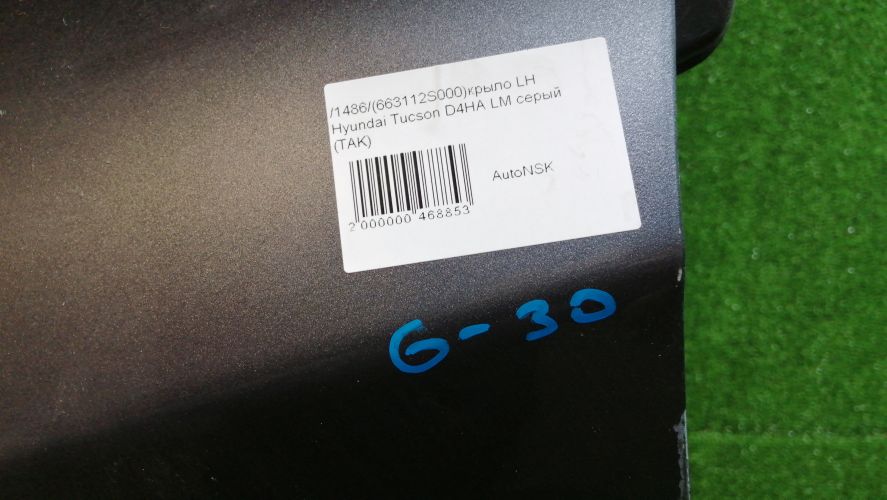 /1486/(663112S000)крыло LH
Hyundai Tucson D4HA LM серый
(TAK)
AutoNSK
2 000000 468853
G-30